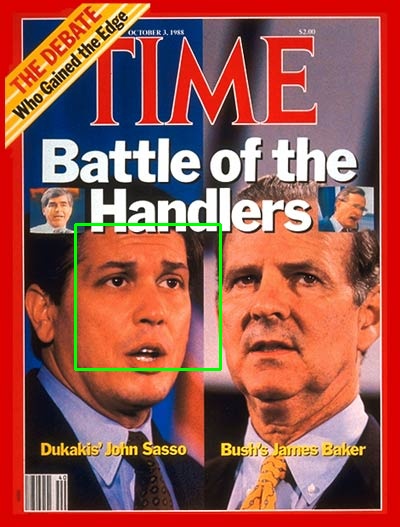 THE DEBATE
Who Gained the Edge
OCTOBER 3, 1988
$2.00
TIME
Battle of the
Handlers
Dukakis' John Sasso
Bush's James Baker
40